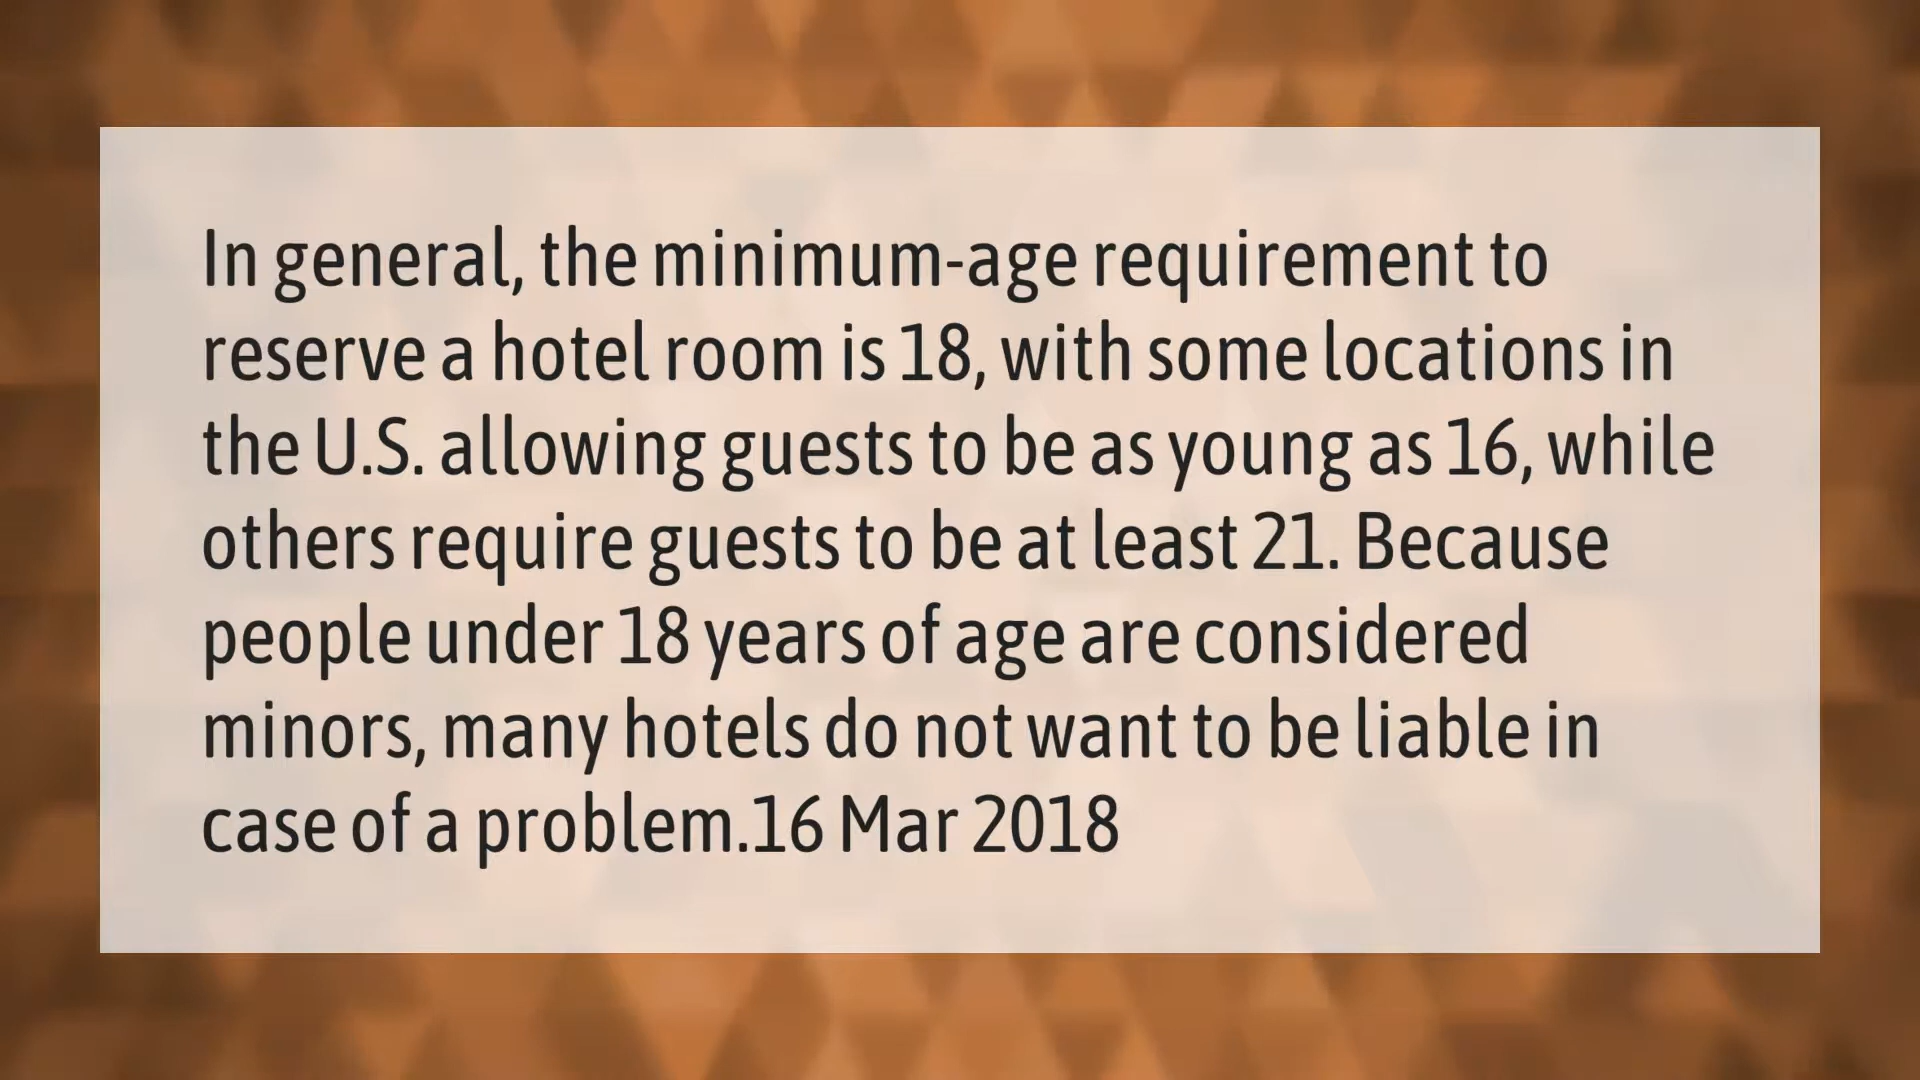 In general, the minimum-age requirement to
reserve a hotel room is 18, with some locations in
the U.S. allowing guests to be as young as 16, while
others require guests to be at least 21. Because
people under 18 years of age are considered
minors, many hotels do not want to be liable in
case of a problem.16 Mar 2018